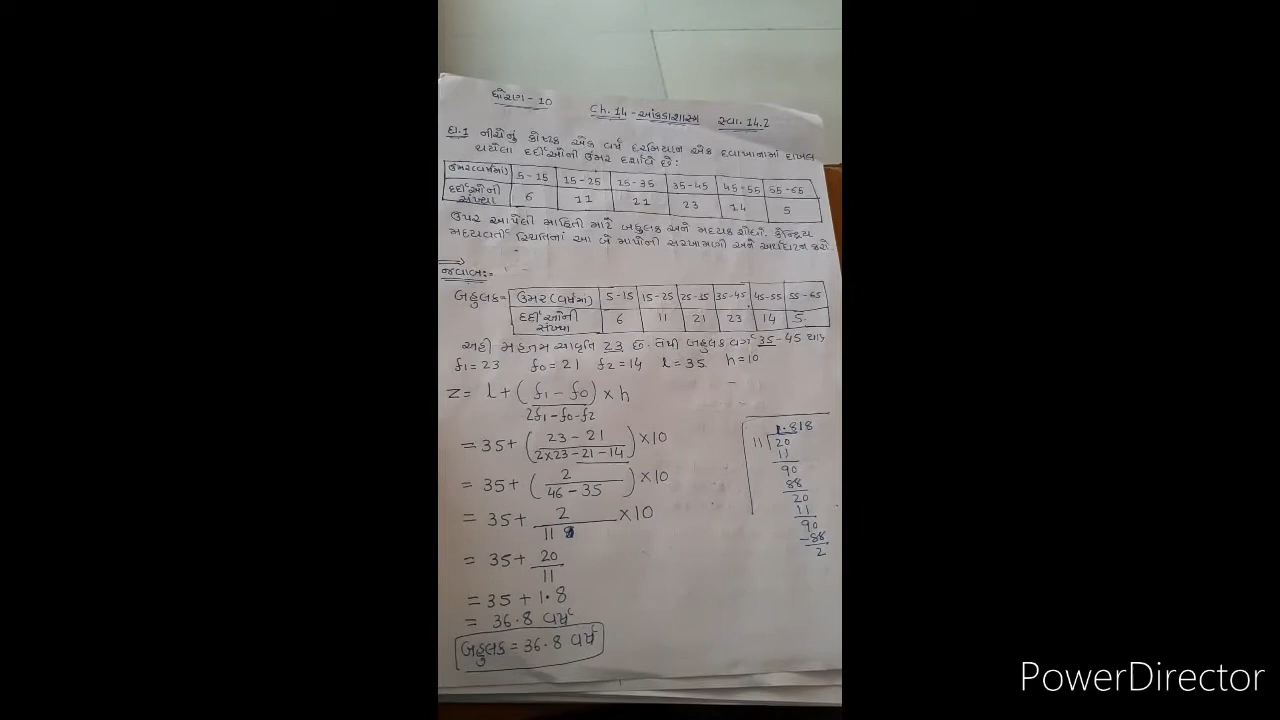 ધોરણ - 10
Ch. 14 - આંકડાશાસ્ત્ર સ્વા. 14.2
દા.1 નીચેનું કોષ્ટક એક વર્ષ દરમિયાન એક દવાખાનામાં દાખલ
થયેલા દર્દીઓની ઉંમર દર્શાવે છે :
ઉંમર(વર્ષમાં) 5-15 15-25 25-35 35-45 45-55 55-65
દર્દીઓની સંખ્યા 6 11 21 23 14 5
ઉપર આપેલી માહિતી માટે બહુલક અને મધ્યક શોધો. કેન્દ્રિય
મધ્યવર્તી સ્થિતિનાં આ બે માપોની સરખામણી અને અર્થઘટન કરો.
જવાબ:=
બહુલક= ઉંમર(વર્ષમાં) 5-15 15-25 25-35 35-45 45-55 55-65
દર્દીઓની સંખ્યા 6 11 21 23 14 5
અહીં મહત્તમ આવૃતિ 23 છે. તેથી બહુલક વર્ગ 35-45 થાય
f1=23 f0=21 f2=14 l=35 h=10
Z= l+(f1-f0/2f1-f0-f2)×h
=35+(23-21/2×23-21-14)×10
=35+(2/46-35)×10
=35+2/11×10
=35+20/11
=35+1.8
=36.8 વર્ષ
બહુલક=36.8 વર્ષ
1.818
11 20
11
90
88
20
11
90
-88
2
PowerDirector